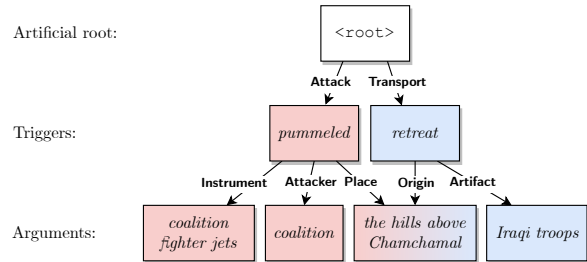 Artificial root:
<root>
Attack Transport
Triggers:
pummeled
retreat
Instrument Attacker Place Origin Artifact
Arguments:
coalition
fighter jets
coalition
the hills above
Chamchamal
Iraqi troops